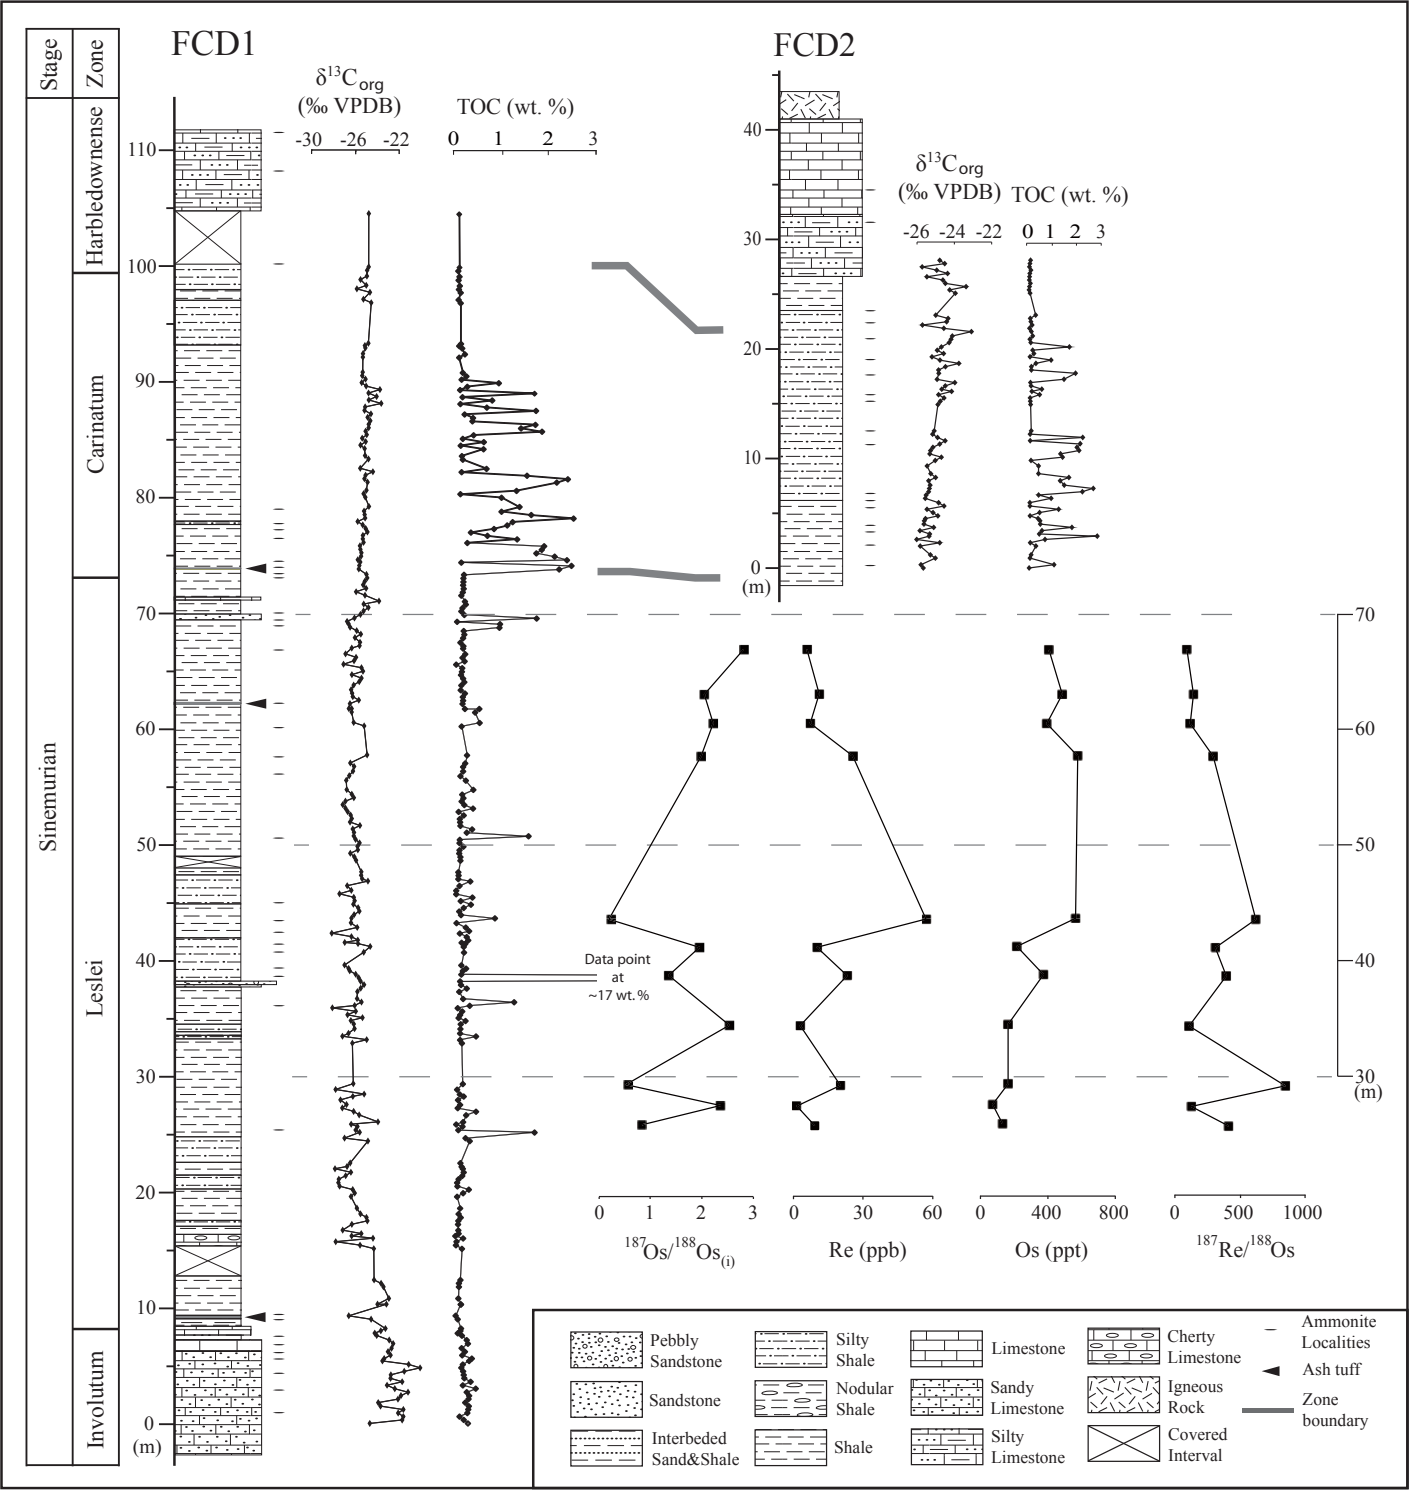 Stage
Zone
Sinemurian
Harbledownense
Carinatum
Leslei
Involutum
FCD1
δ¹³Corg
(‰ VPDB)
-30 -26 -22
TOC (wt. %)
0 1 2 3
110
100
90
80
70
60
50
40
30
20
10
0
(m)
FCD2
40
30
20
10
0
(m)
δ¹³Corg
(‰ VPDB)
-26 -24 -22
TOC (wt. %)
0 1 2 3
Data point
at
~17 wt.%
70
60
50
40
30
(m)
0 1 2 3
¹⁸⁷Os/¹⁸⁸Os(i)
0 30 60
Re (ppb)
0 400 800
Os (ppt)
0 500 1000
¹⁸⁷Re/¹⁸⁸Os
Pebbly
Sandstone
Sandstone
Interbeded
Sand&Shale
Silty
Shale
Nodular
Shale
Shale
Limestone
Sandy
Limestone
Silty
Limestone
Cherty
Limestone
Igneous
Rock
Covered
Interval
Ammonite
Localities
Ash tuff
Zone
boundary